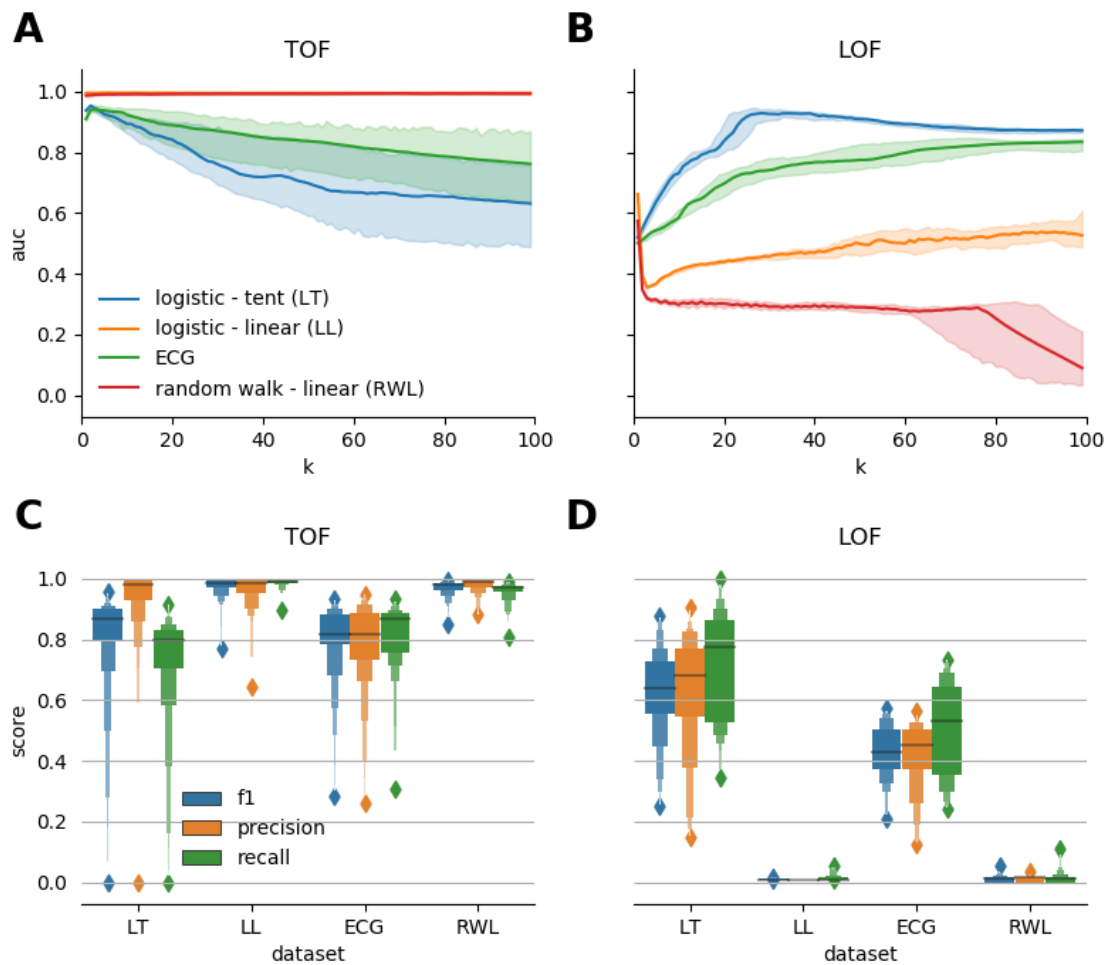 A
TOF
B
LOF
1.0
0.8
0.6
0.4
0.2
0.0
auc
logistic - tent (LT)
logistic - linear (LL)
ECG
random walk - linear (RWL)
0 20 40 60 80 100
k
0 20 40 60 80 100
k
C
TOF
D
LOF
1.0
0.8
0.6
0.4
0.2
0.0
score
f1
precision
recall
LT LL ECG RWL
dataset
LT LL ECG RWL
dataset